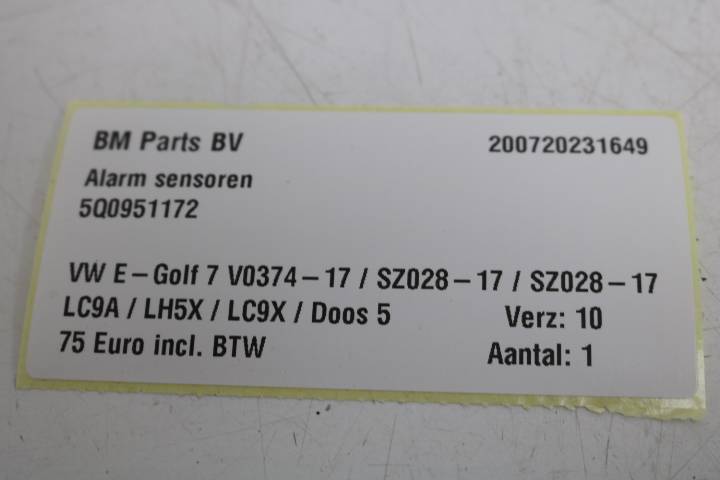 BM Parts BV 200720231649
Alarm sensoren
5Q0951172
VW E-Golf 7 V0374-17 / SZ028-17 / SZ028-17
LC9A / LH5X / LC9X / Doos 5 Verz: 10
75 Euro incl. BTW Aantal: 1